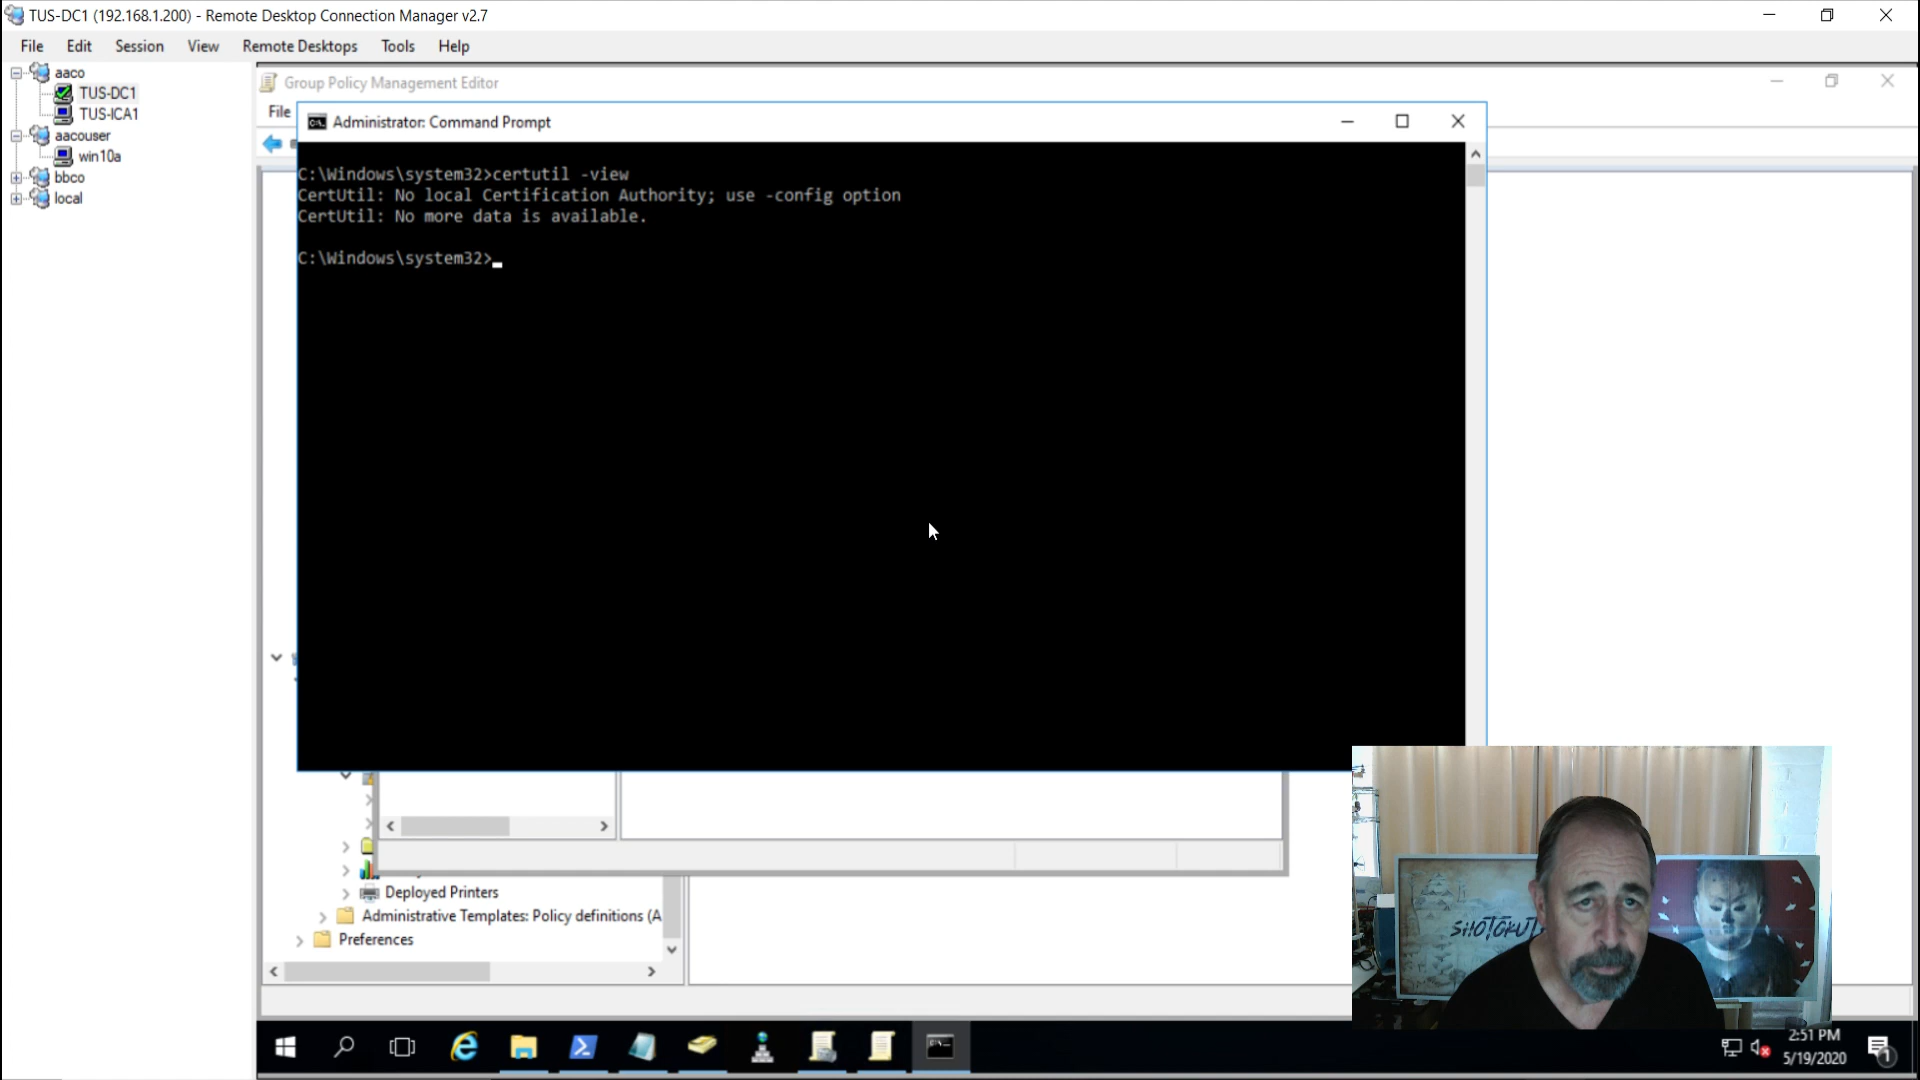 TUS-DC1 (192.168.1.200) - Remote Desktop Connection Manager v2.7
File Edit Session View Remote Desktops Tools Help
aaco
TUS-DC1
TUS-ICA1
aacouser
win10a
bbco
local
Group Policy Management Editor
File
Administrator: Command Prompt
C:\Windows\system32>certutil -view
CertUtil: No local Certification Authority; use -config option
CertUtil: No more data is available.
C:\Windows\system32>
Deployed Printers
Administrative Templates: Policy definitions (A
Preferences
2:51 PM
5/19/2020
1